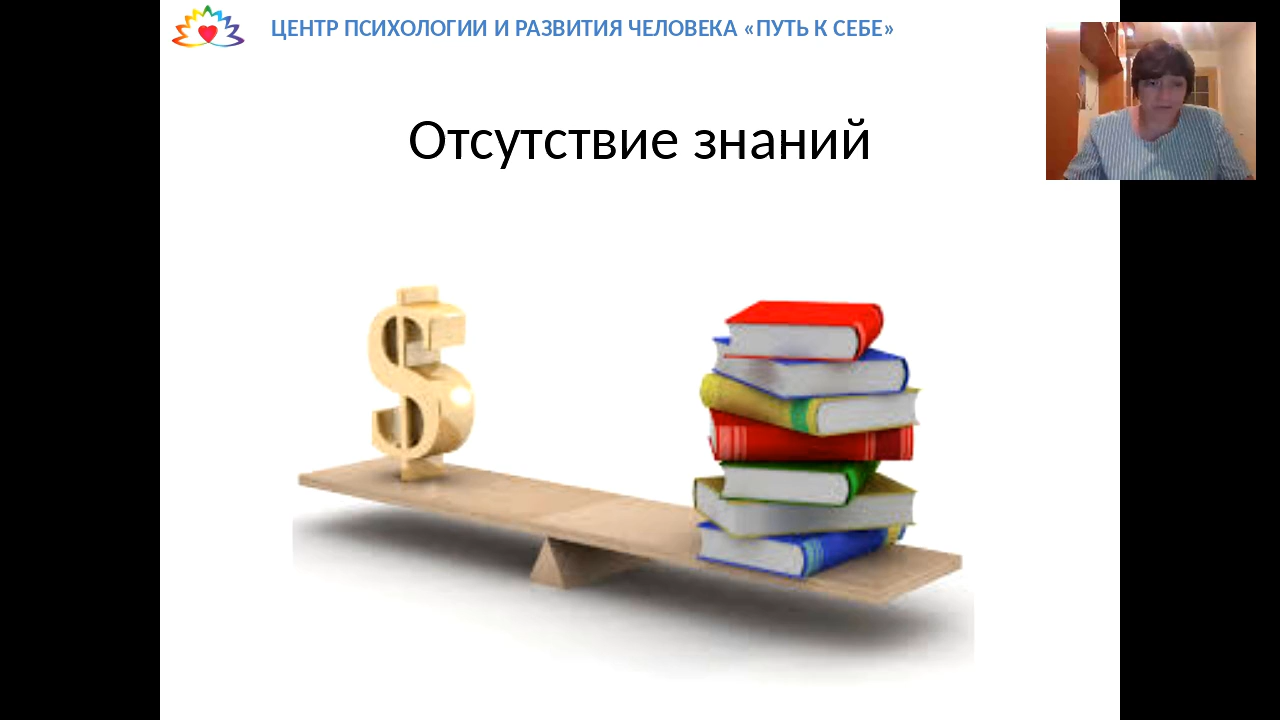 ЦЕНТР ПСИХОЛОГИИ И РАЗВИТИЯ ЧЕЛОВЕКА «ПУТЬ К СЕБЕ»
Отсутствие знаний